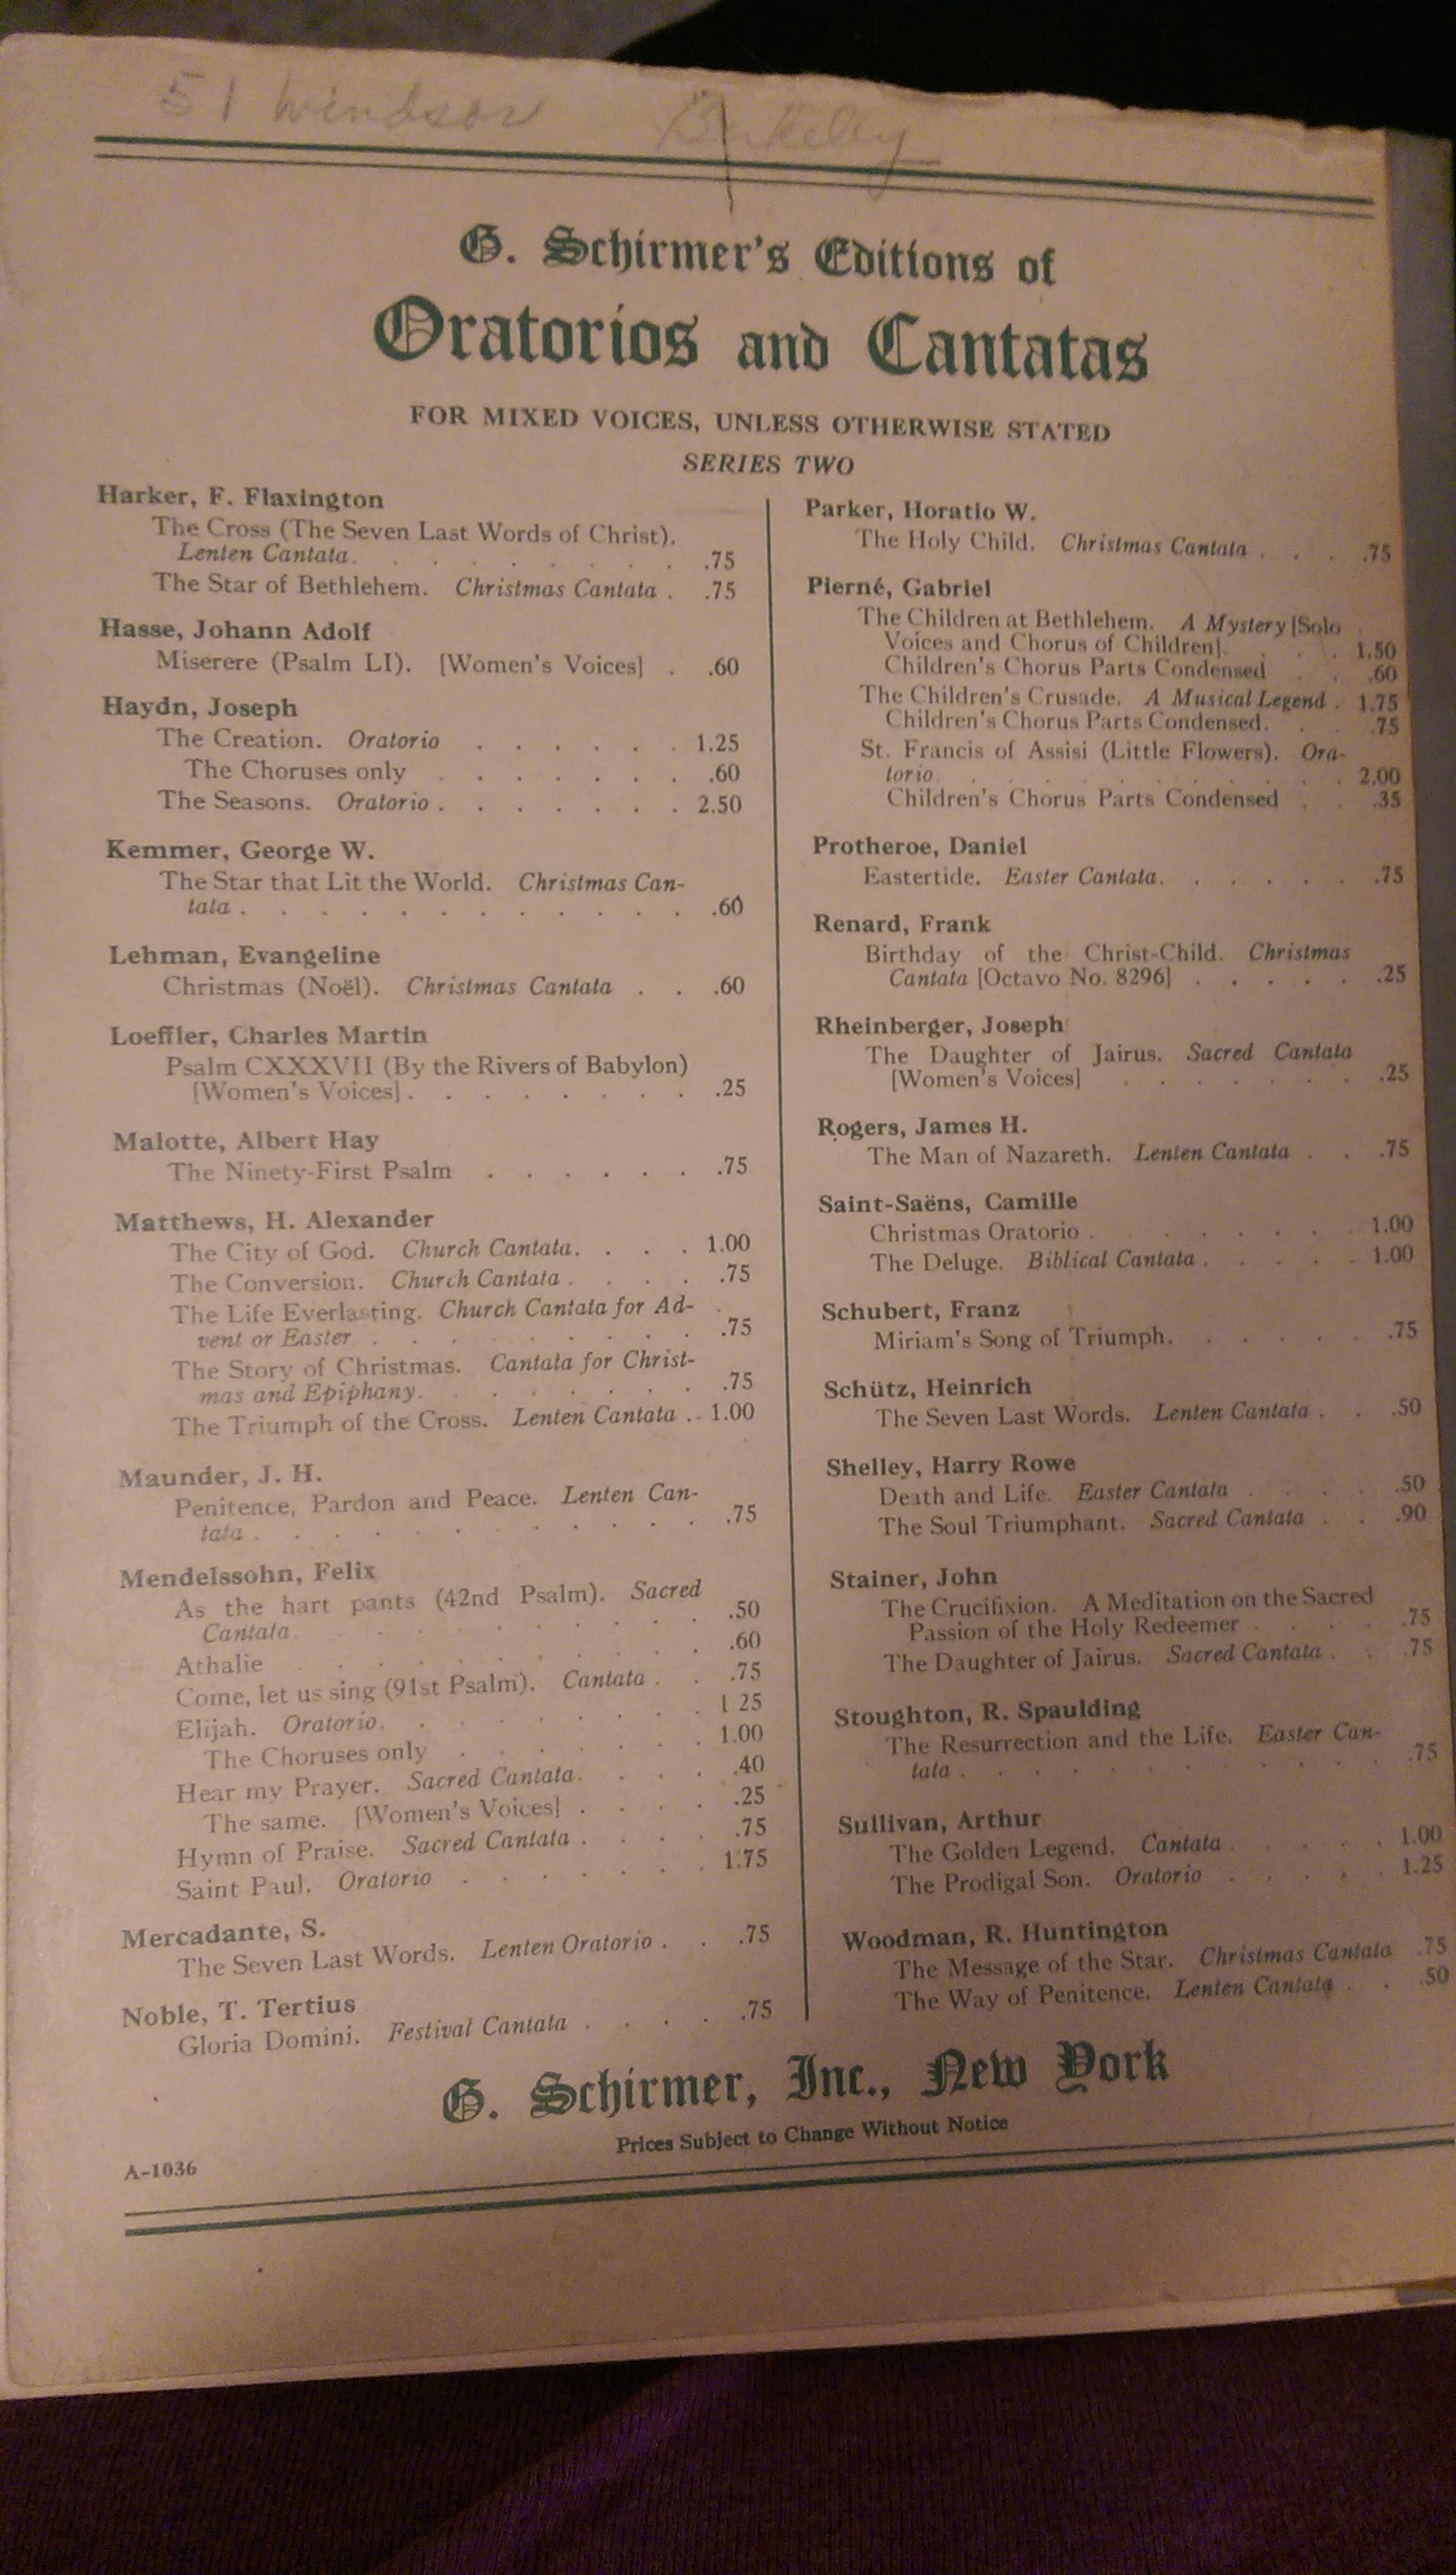 51 Windsor Berkeley
G. Schirmer's Editions of
Oratorios and Cantatas
FOR MIXED VOICES, UNLESS OTHERWISE STATED
SERIES TWO
Harker, F. Flaxington
The Cross (The Seven Last Words of Christ).
Lenten Cantata. . . . . . . . . .75
The Star of Bethlehem. Christmas Cantata . .75
Hasse, Johann Adolf
Miserere (Psalm LI). [Women's Voices] . .60
Haydn, Joseph
The Creation. Oratorio . . . . . . 1.25
The Choruses only . . . . . . . .60
The Seasons. Oratorio . . . . . . . 2.50
Kemmer, George W.
The Star that Lit the World. Christmas Can-
tata . . . . . . . . . . . . .60
Lehman, Evangeline
Christmas (Noël). Christmas Cantata . . .60
Loeffler, Charles Martin
Psalm CXXXVII (By the Rivers of Babylon)
[Women's Voices] . . . . . . . . .25
Malotte, Albert Hay
The Ninety-First Psalm . . . . . . .75
Matthews, H. Alexander
The City of God. Church Cantata. . . . 1.00
The Conversion. Church Cantata . . . . .75
The Life Everlasting. Church Cantata for Ad-
vent or Easter . . . . . . . . . .75
The Story of Christmas. Cantata for Christ-
mas and Epiphany. . . . . . . .75
The Triumph of the Cross. Lenten Cantata . . 1.00
Maunder, J. H.
Penitence, Pardon and Peace. Lenten Can-
tata . . . . . . . . . . . .75
Mendelssohn, Felix
As the hart pants (42nd Psalm). Sacred
Cantata. . . . . . . . . .50
Athalie . . . . . . . . . . .60
Come, let us sing (91st Psalm). Cantata . . .75
Elijah. Oratorio. . . . . . . . . 1 25
The Choruses only . . . . . . . 1.00
Hear my Prayer. Sacred Cantata. . . . .40
The same. [Women's Voices] . . . . .25
Hymn of Praise. Sacred Cantata . . . . .75
Saint Paul. Oratorio . . . . . . . 1.75
Mercadante, S.
The Seven Last Words. Lenten Oratorio . . .75
Noble, T. Tertius
Gloria Domini. Festival Cantata . . . . .75
Parker, Horatio W.
The Holy Child. Christmas Cantata . . . .75
Pierné, Gabriel
The Children at Bethlehem. A Mystery [Solo
Voices and Chorus of Children]. . . . 1.50
Children's Chorus Parts Condensed . . .60
The Children's Crusade. A Musical Legend . 1.75
Children's Chorus Parts Condensed. . . .75
St. Francis of Assisi (Little Flowers). Ora-
torio . . . . . . . . . . . 2.00
Children's Chorus Parts Condensed . . .35
Protheroe, Daniel
Eastertide. Easter Cantata. . . . . . .75
Renard, Frank
Birthday of the Christ-Child. Christmas
Cantata [Octavo No. 8296] . . . . . .25
Rheinberger, Joseph
The Daughter of Jairus. Sacred Cantata
[Women's Voices] . . . . . . . .25
Rogers, James H.
The Man of Nazareth. Lenten Cantata . . .75
Saint-Saëns, Camille
Christmas Oratorio . . . . . . . . 1.00
The Deluge. Biblical Cantata . . . . . 1.00
Schubert, Franz
Miriam's Song of Triumph. . . . . . .75
Schütz, Heinrich
The Seven Last Words. Lenten Cantata . . .50
Shelley, Harry Rowe
Death and Life. Easter Cantata . . . . .50
The Soul Triumphant. Sacred Cantata . . .90
Stainer, John
The Crucifixion. A Meditation on the Sacred
Passion of the Holy Redeemer . . . . .75
The Daughter of Jairus. Sacred Cantata . . .75
Stoughton, R. Spaulding
The Resurrection and the Life. Easter Can-
tata . . . . . . . . . . . .75
Sullivan, Arthur
The Golden Legend. Cantata . . . . . 1.00
The Prodigal Son. Oratorio . . . . . 1.25
Woodman, R. Huntington
The Message of the Star. Christmas Cantata .75
The Way of Penitence. Lenten Cantata . . .50
G. Schirmer, Inc., New York
Prices Subject to Change Without Notice
A-1036